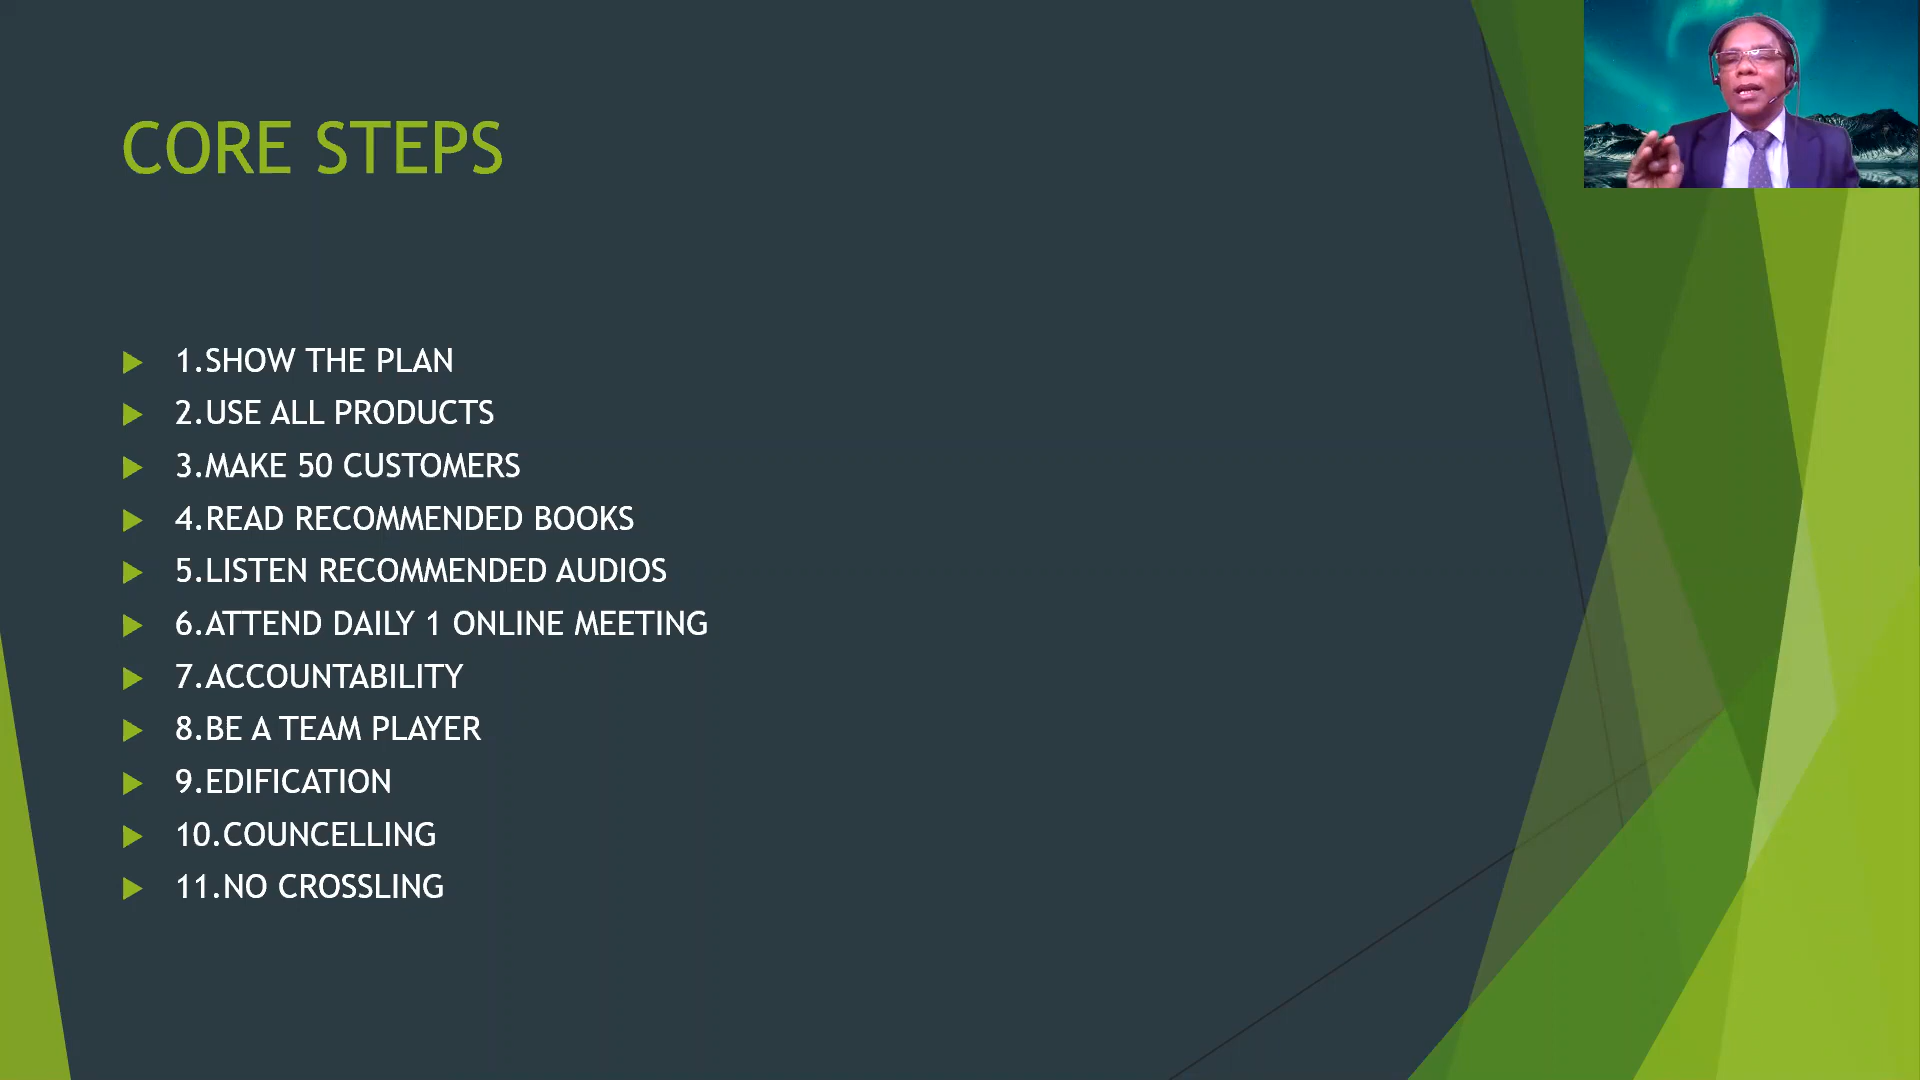 CORE STEPS
1.SHOW THE PLAN
2.USE ALL PRODUCTS
3.MAKE 50 CUSTOMERS
4.READ RECOMMENDED BOOKS
5.LISTEN RECOMMENDED AUDIOS
6.ATTEND DAILY 1 ONLINE MEETING
7.ACCOUNTABILITY
8.BE A TEAM PLAYER
9.EDIFICATION
10.COUNCELLING
11.NO CROSSLING